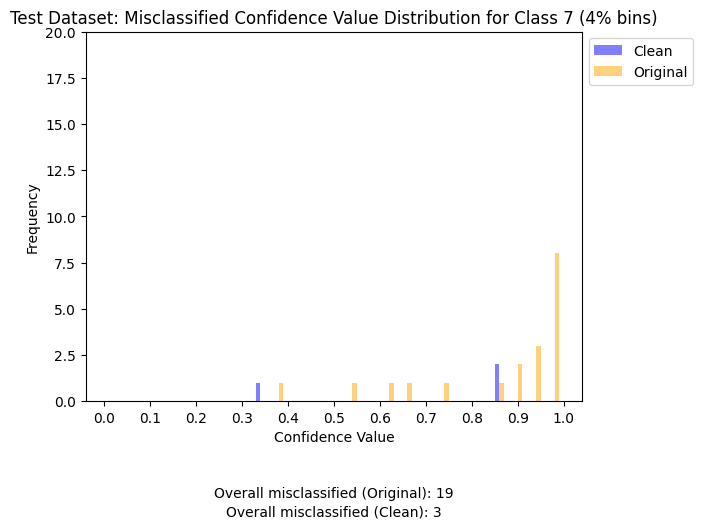 Test Dataset: Misclassified Confidence Value Distribution for Class 7 (4% bins)
Clean
Original
20.0
17.5
15.0
12.5
10.0
7.5
5.0
2.5
0.0
Frequency
0.0 0.1 0.2 0.3 0.4 0.5 0.6 0.7 0.8 0.9 1.0
Confidence Value
Overall misclassified (Original): 19
Overall misclassified (Clean): 3